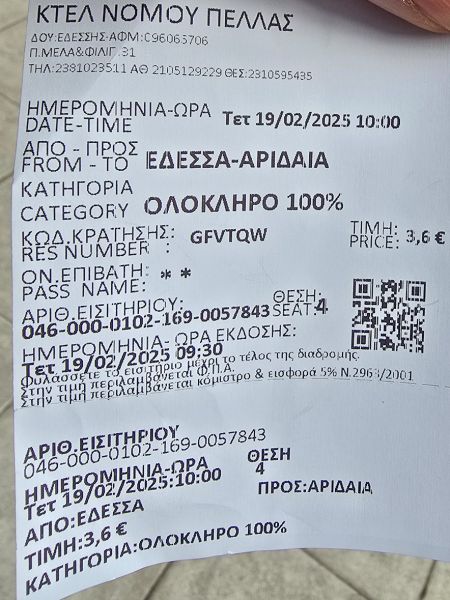 ΚΤΕΛ ΝΟΜΟΥ ΠΕΛΛΑΣ
ΔΟΥ:ΕΔΕΣΣΗΣ-ΑΦΜ:096065706
Π.ΜΕΛΑ&ΦΙΛΙΠ.31
ΤΗΛ:2381023511 ΑΘ 2105129229 ΘΕΣ:2310595435
ΗΜΕΡΟΜΗΝΙΑ-ΩΡΑ
DATE-TIME Τετ 19/02/2025 10:00
ΑΠΟ - ΠΡΟΣ
FROM - TO ΕΔΕΣΣΑ-ΑΡΙΔΑΙΑ
ΚΑΤΗΓΟΡΙΑ
CATEGORY ΟΛΟΚΛΗΡΟ 100%
ΚΩΔ.ΚΡΑΤΗΣΗΣ: ΤΙΜΗ:
RES NUMBER : GFVTQW PRICE: 3,6 €
ΟΝ.ΕΠΙΒΑΤΗ:
PASS NAME: * *
ΑΡΙΘ.ΕΙΣΙΤΗΡΙΟΥ: ΘΕΣΗ:
046-000-0102-169-0057843 SEAT:4
ΗΜΕΡΟΜΗΝΙΑ- ΩΡΑ ΕΚΔΟΣΗΣ:
Τετ 19/02/2025 09:30
Φυλάσσετε το εισιτήριο μέχρι το τέλος της διαδρομής.
Στην τιμή περιλαμβάνεται Φ.Π.Α.
Στην τιμή περιλαμβάνεται κόμιστρο & εισφορά 5% Ν.2963/2001
ΑΡΙΘ.ΕΙΣΙΤΗΡΙΟΥ
046-000-0102-169-0057843
ΗΜΕΡΟΜΗΝΙΑ-ΩΡΑ ΘΕΣΗ
Τετ 19/02/2025:10:00 4
ΑΠΟ:ΕΔΕΣΣΑ ΠΡΟΣ:ΑΡΙΔΑΙΑ
ΤΙΜΗ:3,6 €
ΚΑΤΗΓΟΡΙΑ:ΟΛΟΚΛΗΡΟ 100%